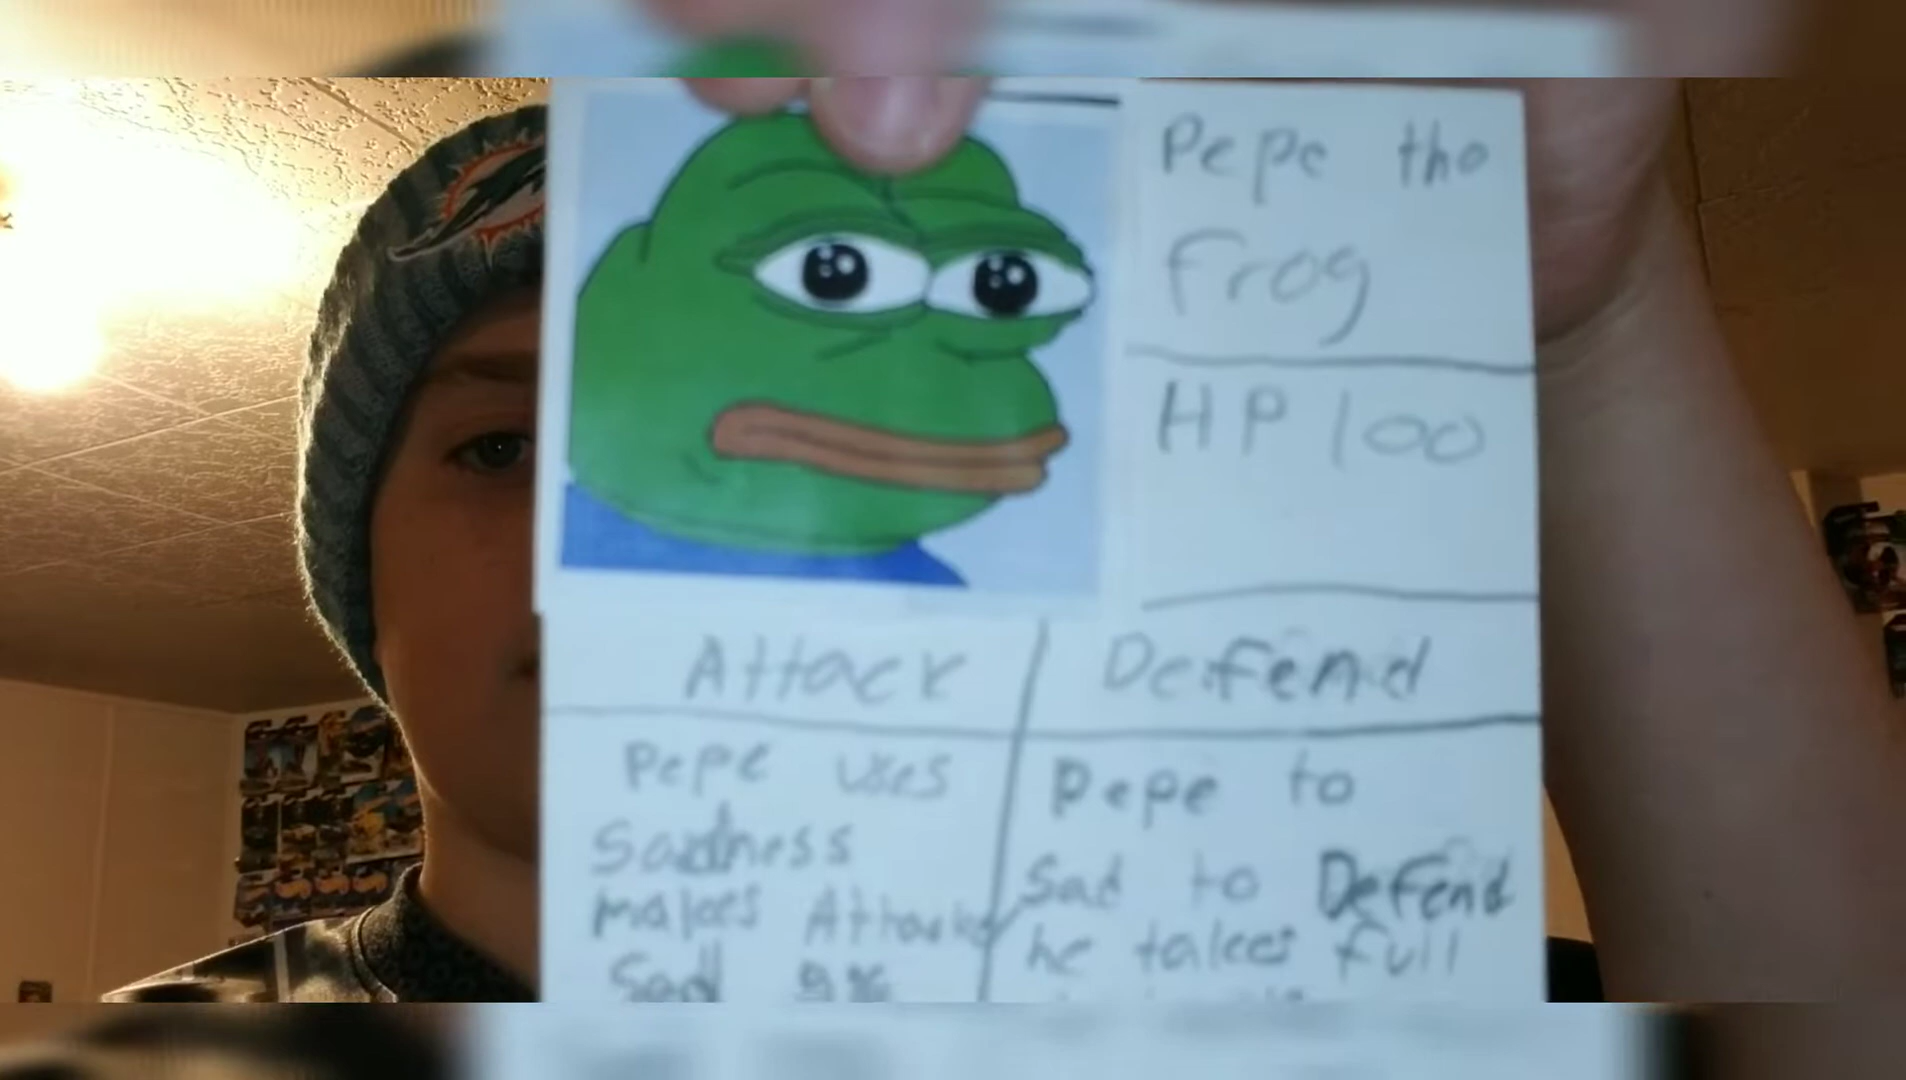 Pepe the
Frog
HP 100
Attack
Defend
Pepe uses
Sadness
makes Attacker
Sad
Pepe to
Sad to Defend
he takes full